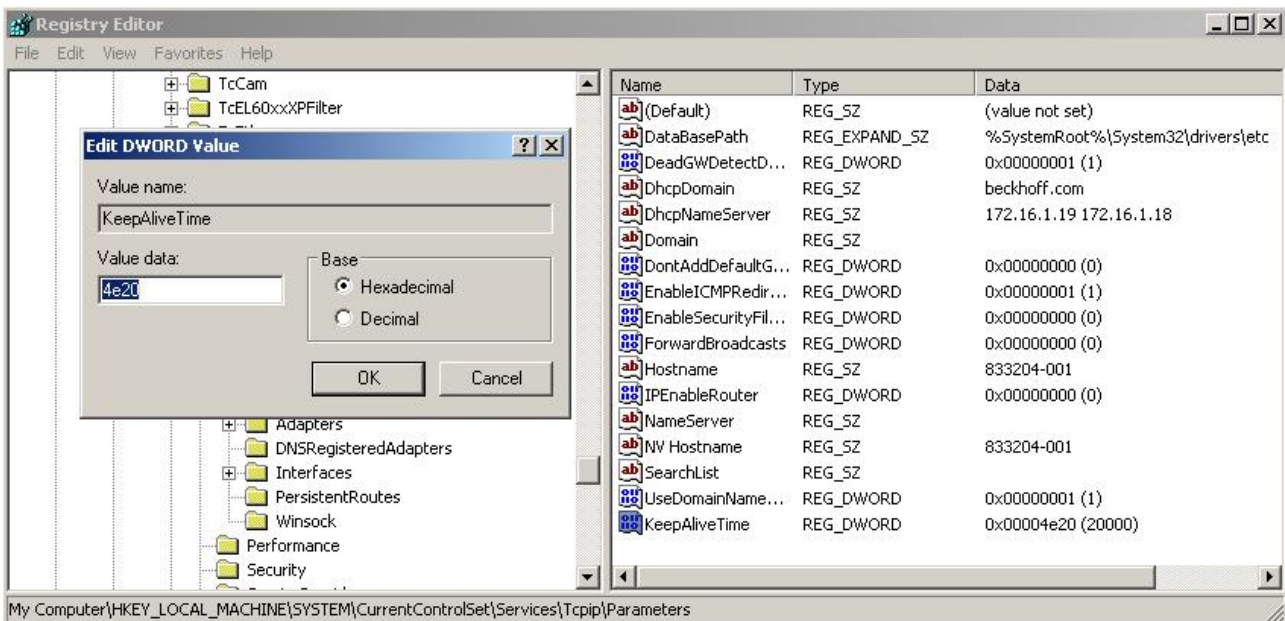 Registry Editor
File Edit View Favorites Help
TcCam
TcEL60xxXPFilter
Edit DWORD Value
Value name:
KeepAliveTime
Value data:
4e20
Base
Hexadecimal
Decimal
OK Cancel
Adapters
DNSRegisteredAdapters
Interfaces
PersistentRoutes
Winsock
Performance
Security
Name Type Data
(Default) REG_SZ (value not set)
DataBasePath REG_EXPAND_SZ %SystemRoot%\System32\drivers\etc
DeadGWDetectD... REG_DWORD 0x00000001 (1)
DhcpDomain REG_SZ beckhoff.com
DhcpNameServer REG_SZ 172.16.1.19 172.16.1.18
Domain REG_SZ
DontAddDefaultG... REG_DWORD 0x00000000 (0)
EnableICMPRedir... REG_DWORD 0x00000001 (1)
EnableSecurityFil... REG_DWORD 0x00000000 (0)
ForwardBroadcasts REG_DWORD 0x00000000 (0)
Hostname REG_SZ 833204-001
IPEnableRouter REG_DWORD 0x00000000 (0)
NameServer REG_SZ
NV Hostname REG_SZ 833204-001
SearchList REG_SZ
UseDomainName... REG_DWORD 0x00000001 (1)
KeepAliveTime REG_DWORD 0x00004e20 (20000)
My Computer\HKEY_LOCAL_MACHINE\SYSTEM\CurrentControlSet\Services\Tcpip\Parameters